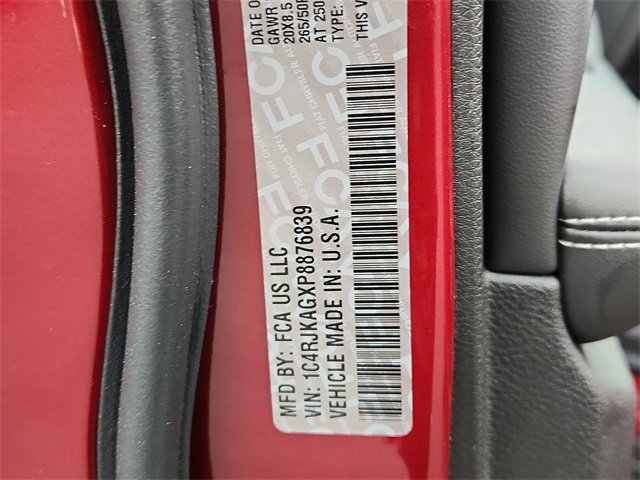 DATE O
GAWR
20X8.5
265/50
AT 250
TYPE:
THIS V
MFD BY: FCA US LLC
VIN: 1C4RJKAGXP8876839
VEHICLE MADE IN: U.S.A.